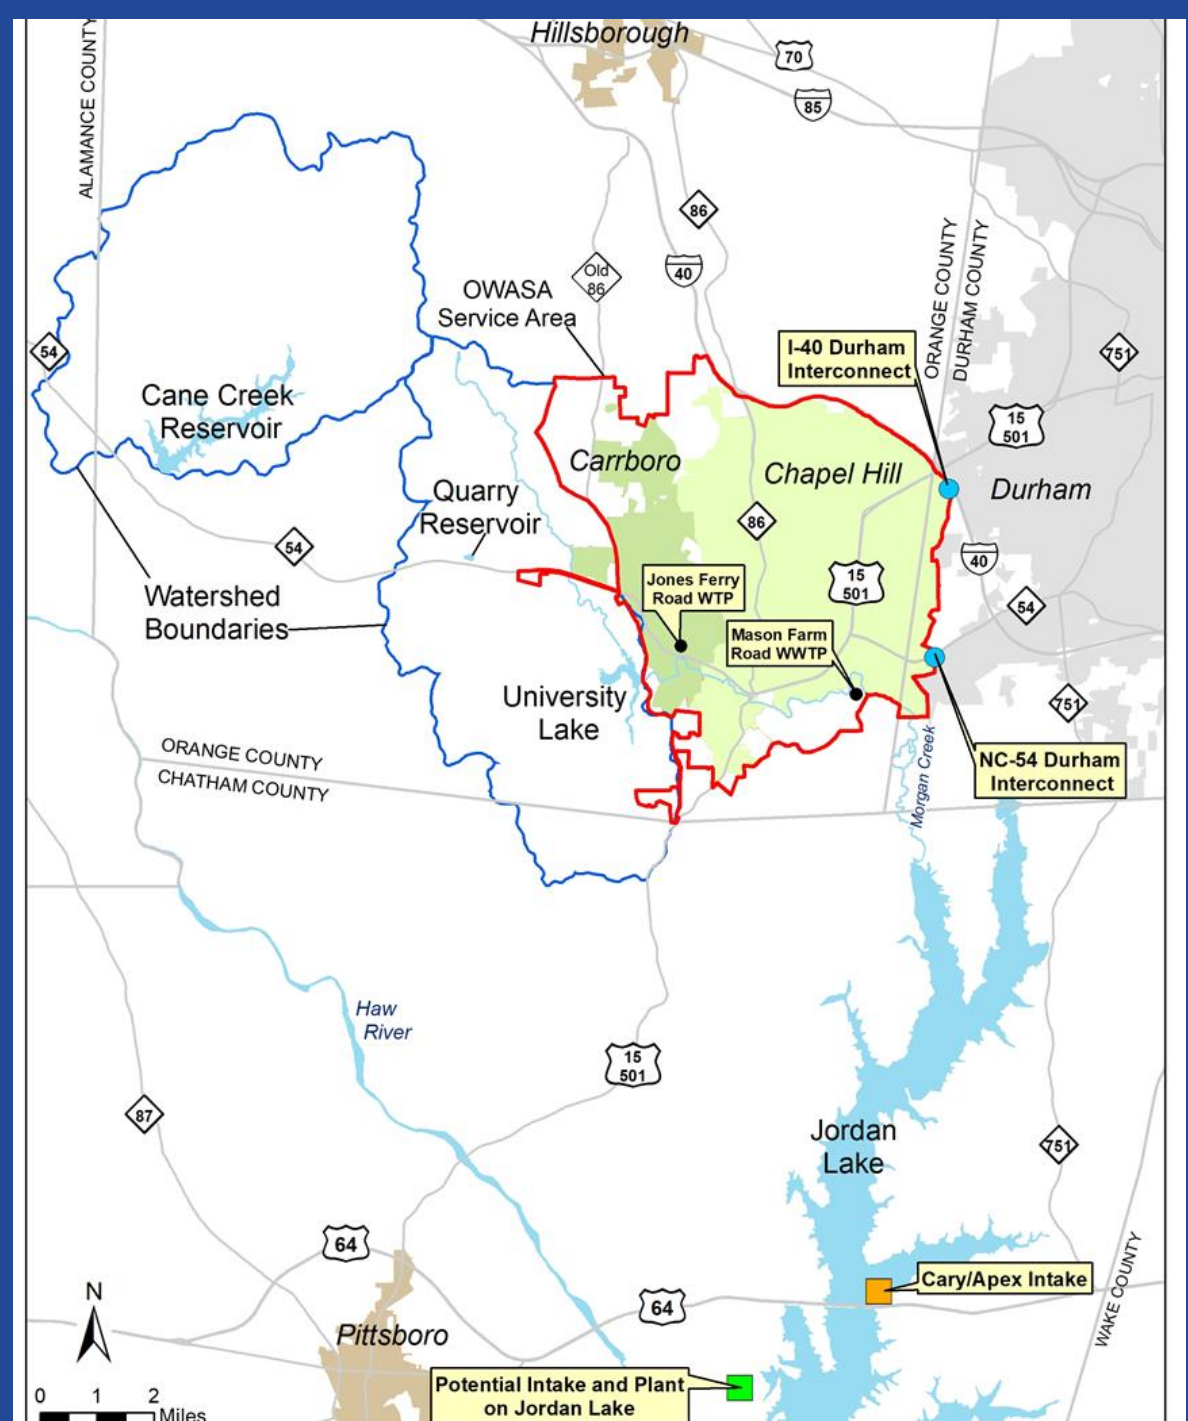 Hillsborough
70
85
ALAMANCE COUNTY
86
Old
86
40
ORANGE COUNTY
DURHAM COUNTY
OWASA
Service Area
54
I-40 Durham
Interconnect
751
Cane Creek
Reservoir
15
501
Carrboro
Chapel Hill
Durham
Quarry
Reservoir
86
54
40
Jones Ferry
Road WTP
15
501
Watershed
Boundaries
54
Mason Farm
Road WWTP
University
Lake
751
ORANGE COUNTY
CHATHAM COUNTY
Morgan Creek
NC-54 Durham
Interconnect
Haw
River
15
501
87
Jordan
Lake
751
64
Cary/Apex Intake
WAKE COUNTY
N
64
Pittsboro
Potential Intake and Plant
on Jordan Lake
0 1 2
Miles